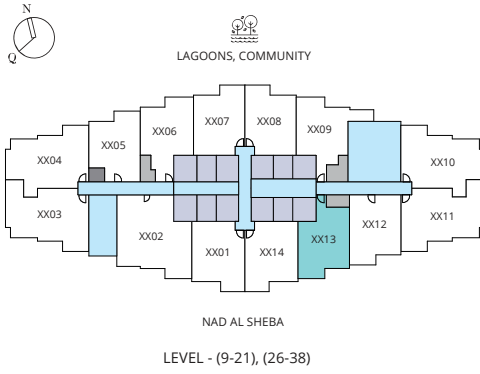 N
Q
LAGOONS, COMMUNITY
XX07 XX08
XX06 XX09
XX05
XX04 XX10
XX03 XX11
XX02 XX12
XX01 XX14 XX13
NAD AL SHEBA
LEVEL - (9-21), (26-38)